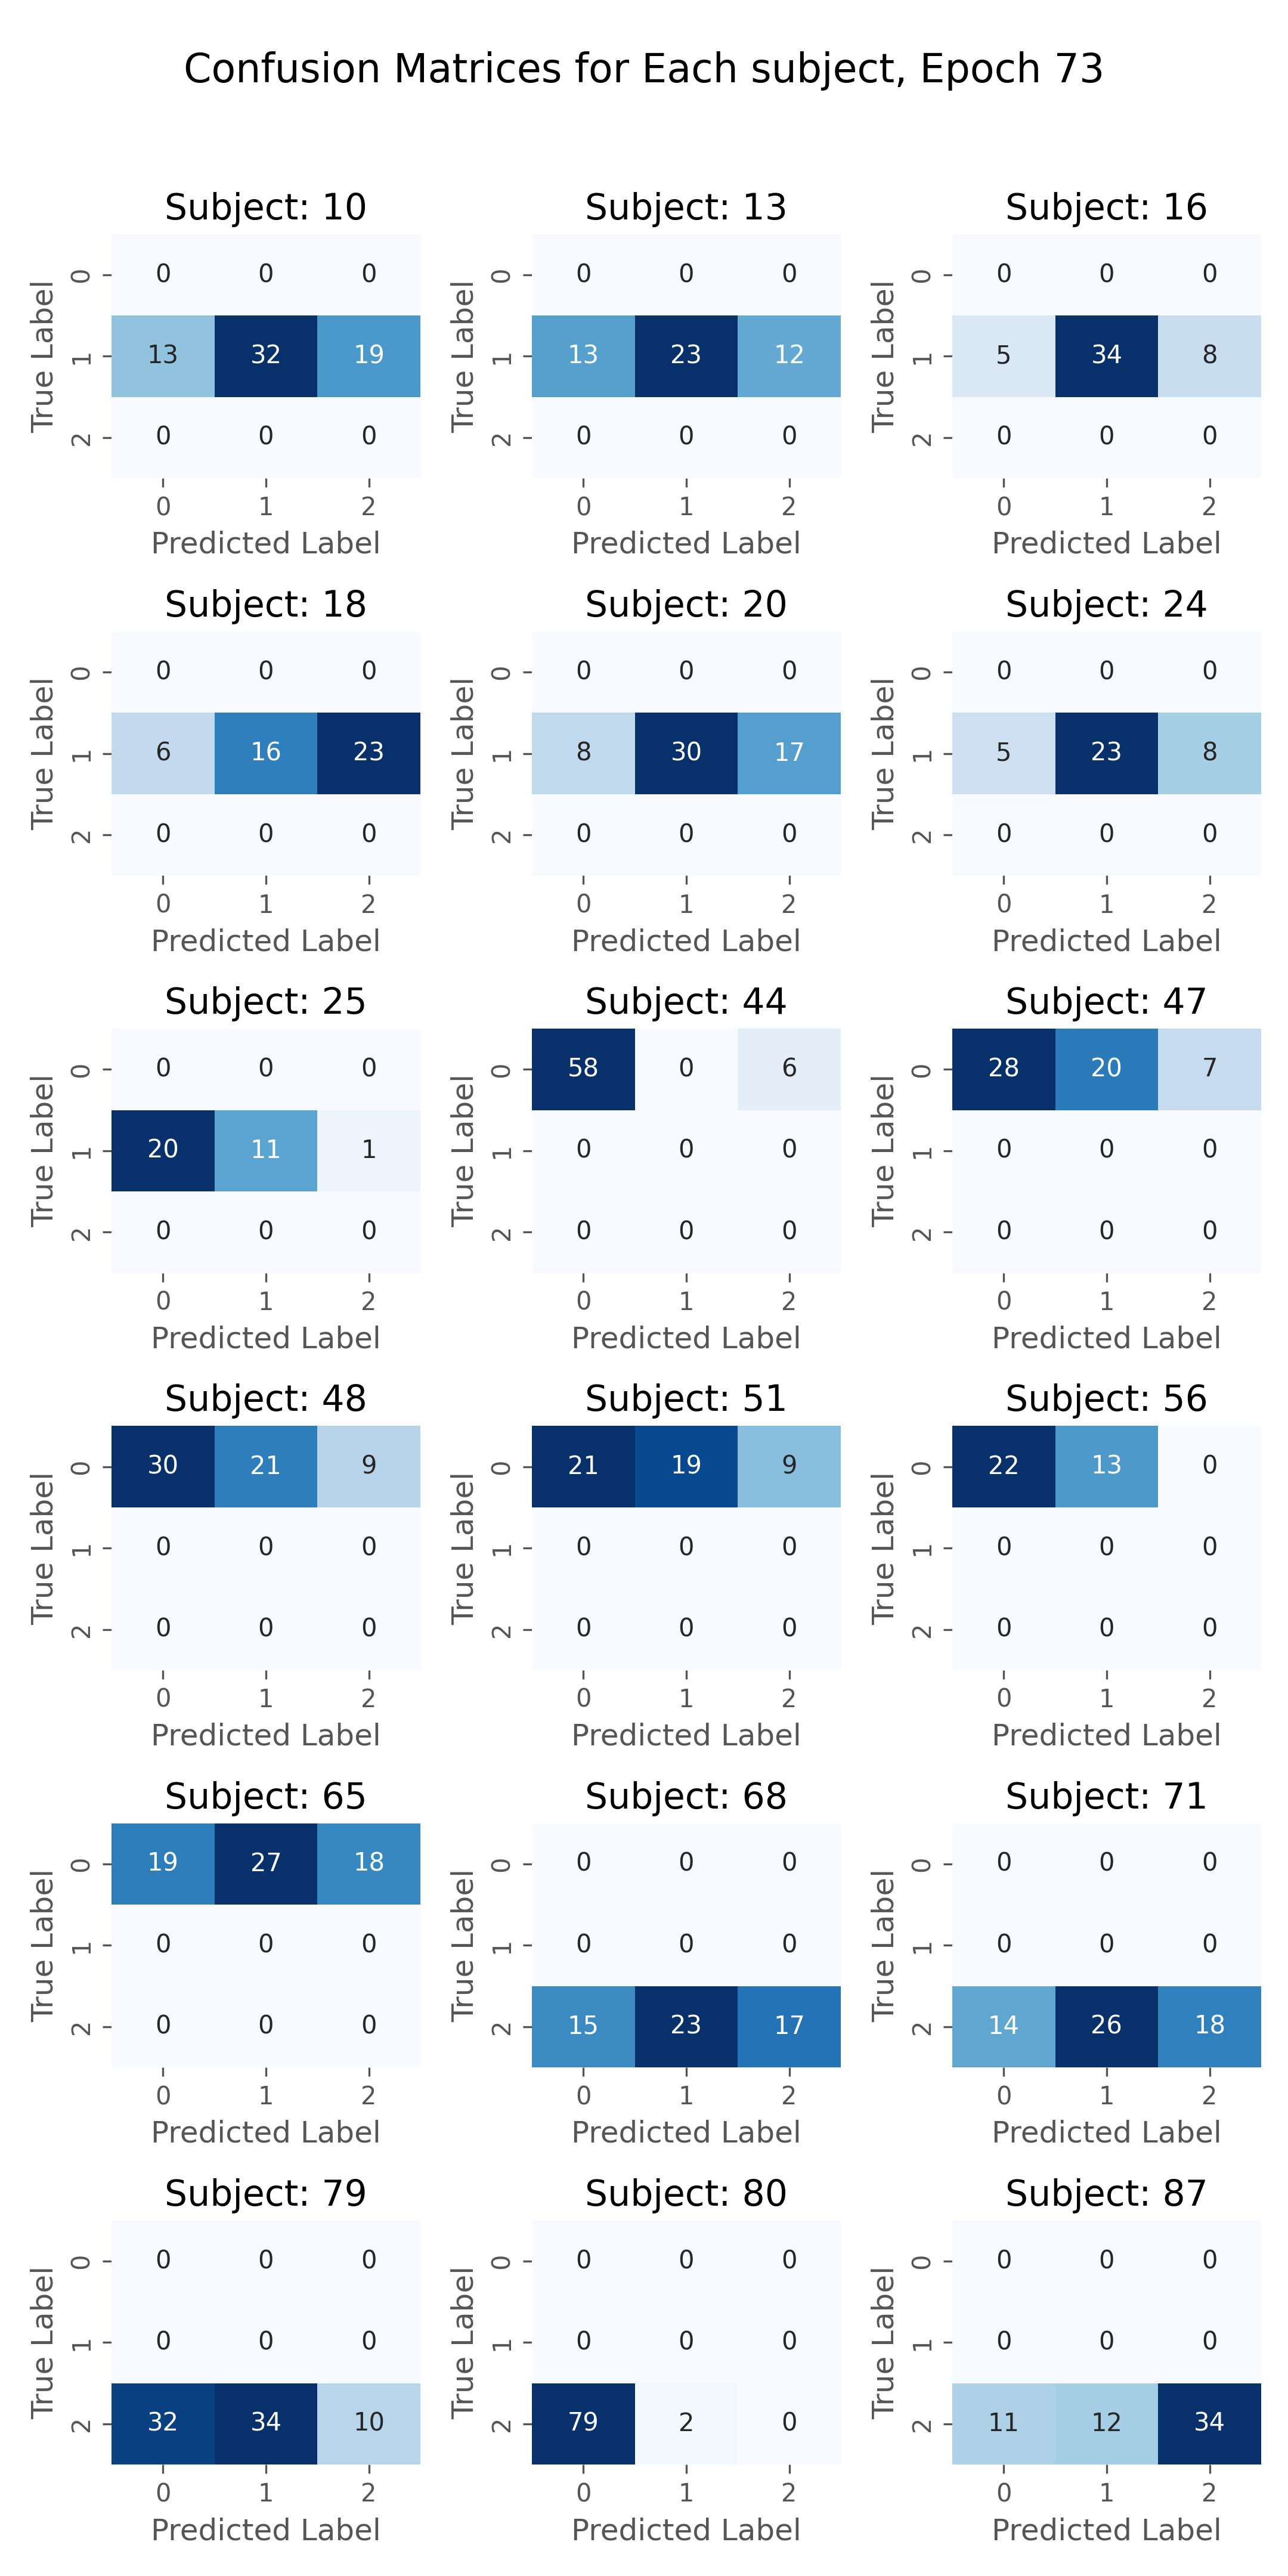 Confusion Matrices for Each subject, Epoch 73
Subject: 10 Subject: 13 Subject: 16
True Label 0 0 0 0 True Label 0 0 0 0 True Label 0 0 0 0
1 13 32 19 1 13 23 12 1 5 34 8
2 0 0 0 2 0 0 0 2 0 0 0
0 1 2 0 1 2 0 1 2
Predicted Label Predicted Label Predicted Label
Subject: 18 Subject: 20 Subject: 24
True Label 0 0 0 0 True Label 0 0 0 0 True Label 0 0 0 0
1 6 16 23 1 8 30 17 1 5 23 8
2 0 0 0 2 0 0 0 2 0 0 0
0 1 2 0 1 2 0 1 2
Predicted Label Predicted Label Predicted Label
Subject: 25 Subject: 44 Subject: 47
True Label 0 0 0 0 True Label 0 58 0 6 True Label 0 28 20 7
1 20 11 1 1 0 0 0 1 0 0 0
2 0 0 0 2 0 0 0 2 0 0 0
0 1 2 0 1 2 0 1 2
Predicted Label Predicted Label Predicted Label
Subject: 48 Subject: 51 Subject: 56
True Label 0 30 21 9 True Label 0 21 19 9 True Label 0 22 13 0
1 0 0 0 1 0 0 0 1 0 0 0
2 0 0 0 2 0 0 0 2 0 0 0
0 1 2 0 1 2 0 1 2
Predicted Label Predicted Label Predicted Label
Subject: 65 Subject: 68 Subject: 71
True Label 0 19 27 18 True Label 0 0 0 0 True Label 0 0 0 0
1 0 0 0 1 0 0 0 1 0 0 0
2 0 0 0 2 15 23 17 2 14 26 18
0 1 2 0 1 2 0 1 2
Predicted Label Predicted Label Predicted Label
Subject: 79 Subject: 80 Subject: 87
True Label 0 0 0 0 True Label 0 0 0 0 True Label 0 0 0 0
1 0 0 0 1 0 0 0 1 0 0 0
2 32 34 10 2 79 2 0 2 11 12 34
0 1 2 0 1 2 0 1 2
Predicted Label Predicted Label Predicted Label